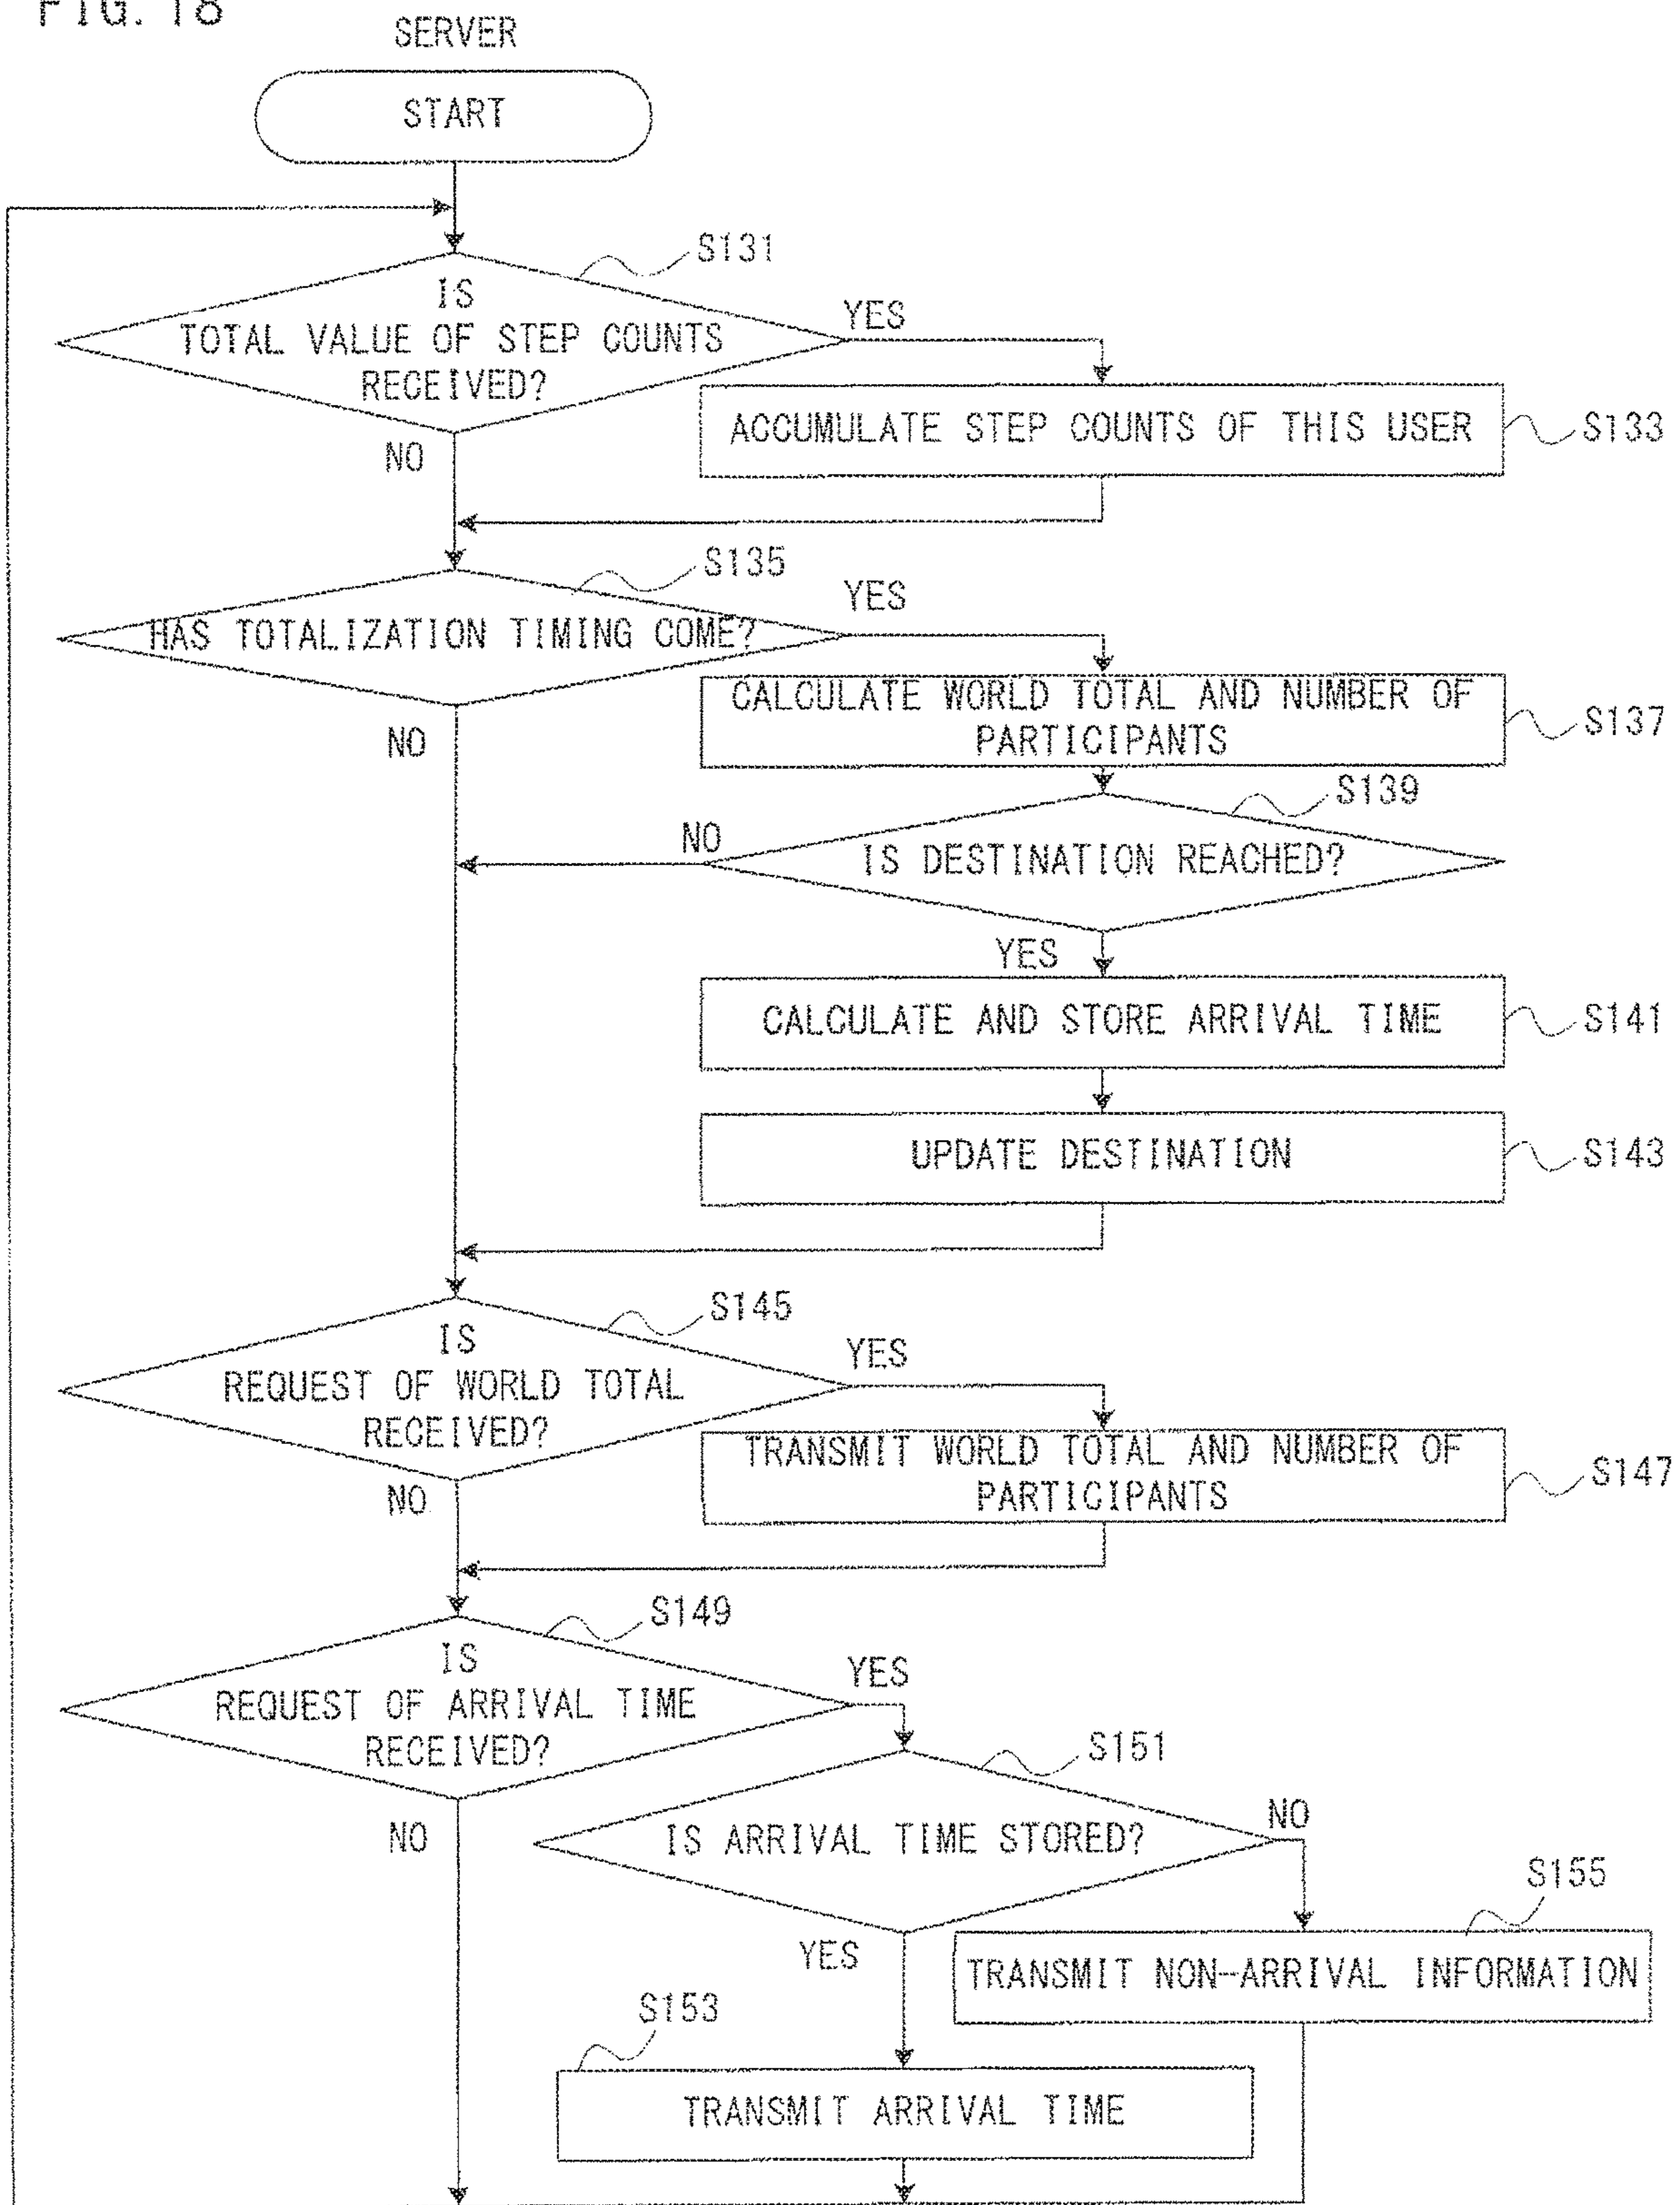 FIG. 18
SERVER
START
S131
IS
TOTAL VALUE OF STEP COUNTS
RECEIVED?
YES
NO
ACCUMULATE STEP COUNTS OF THIS USER
S133
S135
HAS TOTALIZATION TIMING COME?
YES
NO
CALCULATE WORLD TOTAL AND NUMBER OF
PARTICIPANTS
S137
S139
IS DESTINATION REACHED?
NO
YES
CALCULATE AND STORE ARRIVAL TIME
S141
UPDATE DESTINATION
S143
S145
IS
REQUEST OF WORLD TOTAL
RECEIVED?
YES
NO
TRANSMIT WORLD TOTAL AND NUMBER OF
PARTICIPANTS
S147
S149
IS
REQUEST OF ARRIVAL TIME
RECEIVED?
YES
NO
S151
IS ARRIVAL TIME STORED?
NO
YES
S155
TRANSMIT NON-ARRIVAL INFORMATION
S153
TRANSMIT ARRIVAL TIME